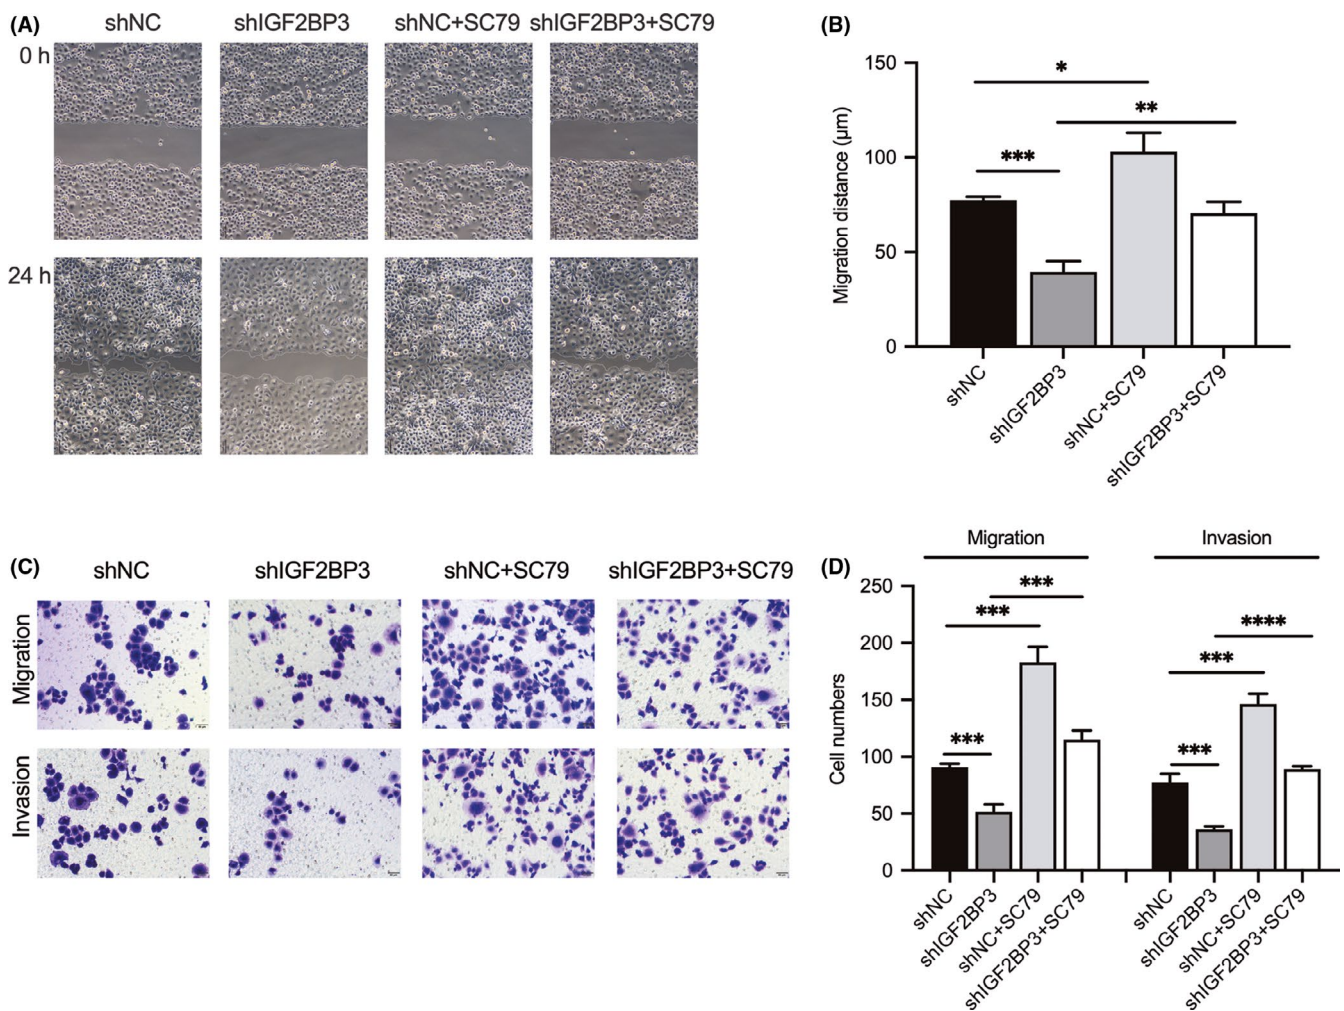 (A)
shNC shIGF2BP3 shNC+SC79 shIGF2BP3+SC79
0 h
24 h
(B)
150
100
50
0
Migration distance (μm)
*
**
***
shNC
shIGF2BP3
shNC+SC79
shIGF2BP3+SC79
(C)
shNC shIGF2BP3 shNC+SC79 shIGF2BP3+SC79
Migration
Invasion
(D)
Migration Invasion
250
200
150
100
50
0
Cell numbers
***
***
***
****
***
***
shNC
shIGF2BP3
shNC+SC79
shIGF2BP3+SC79
shNC
shIGF2BP3
shNC+SC79
shIGF2BP3+SC79